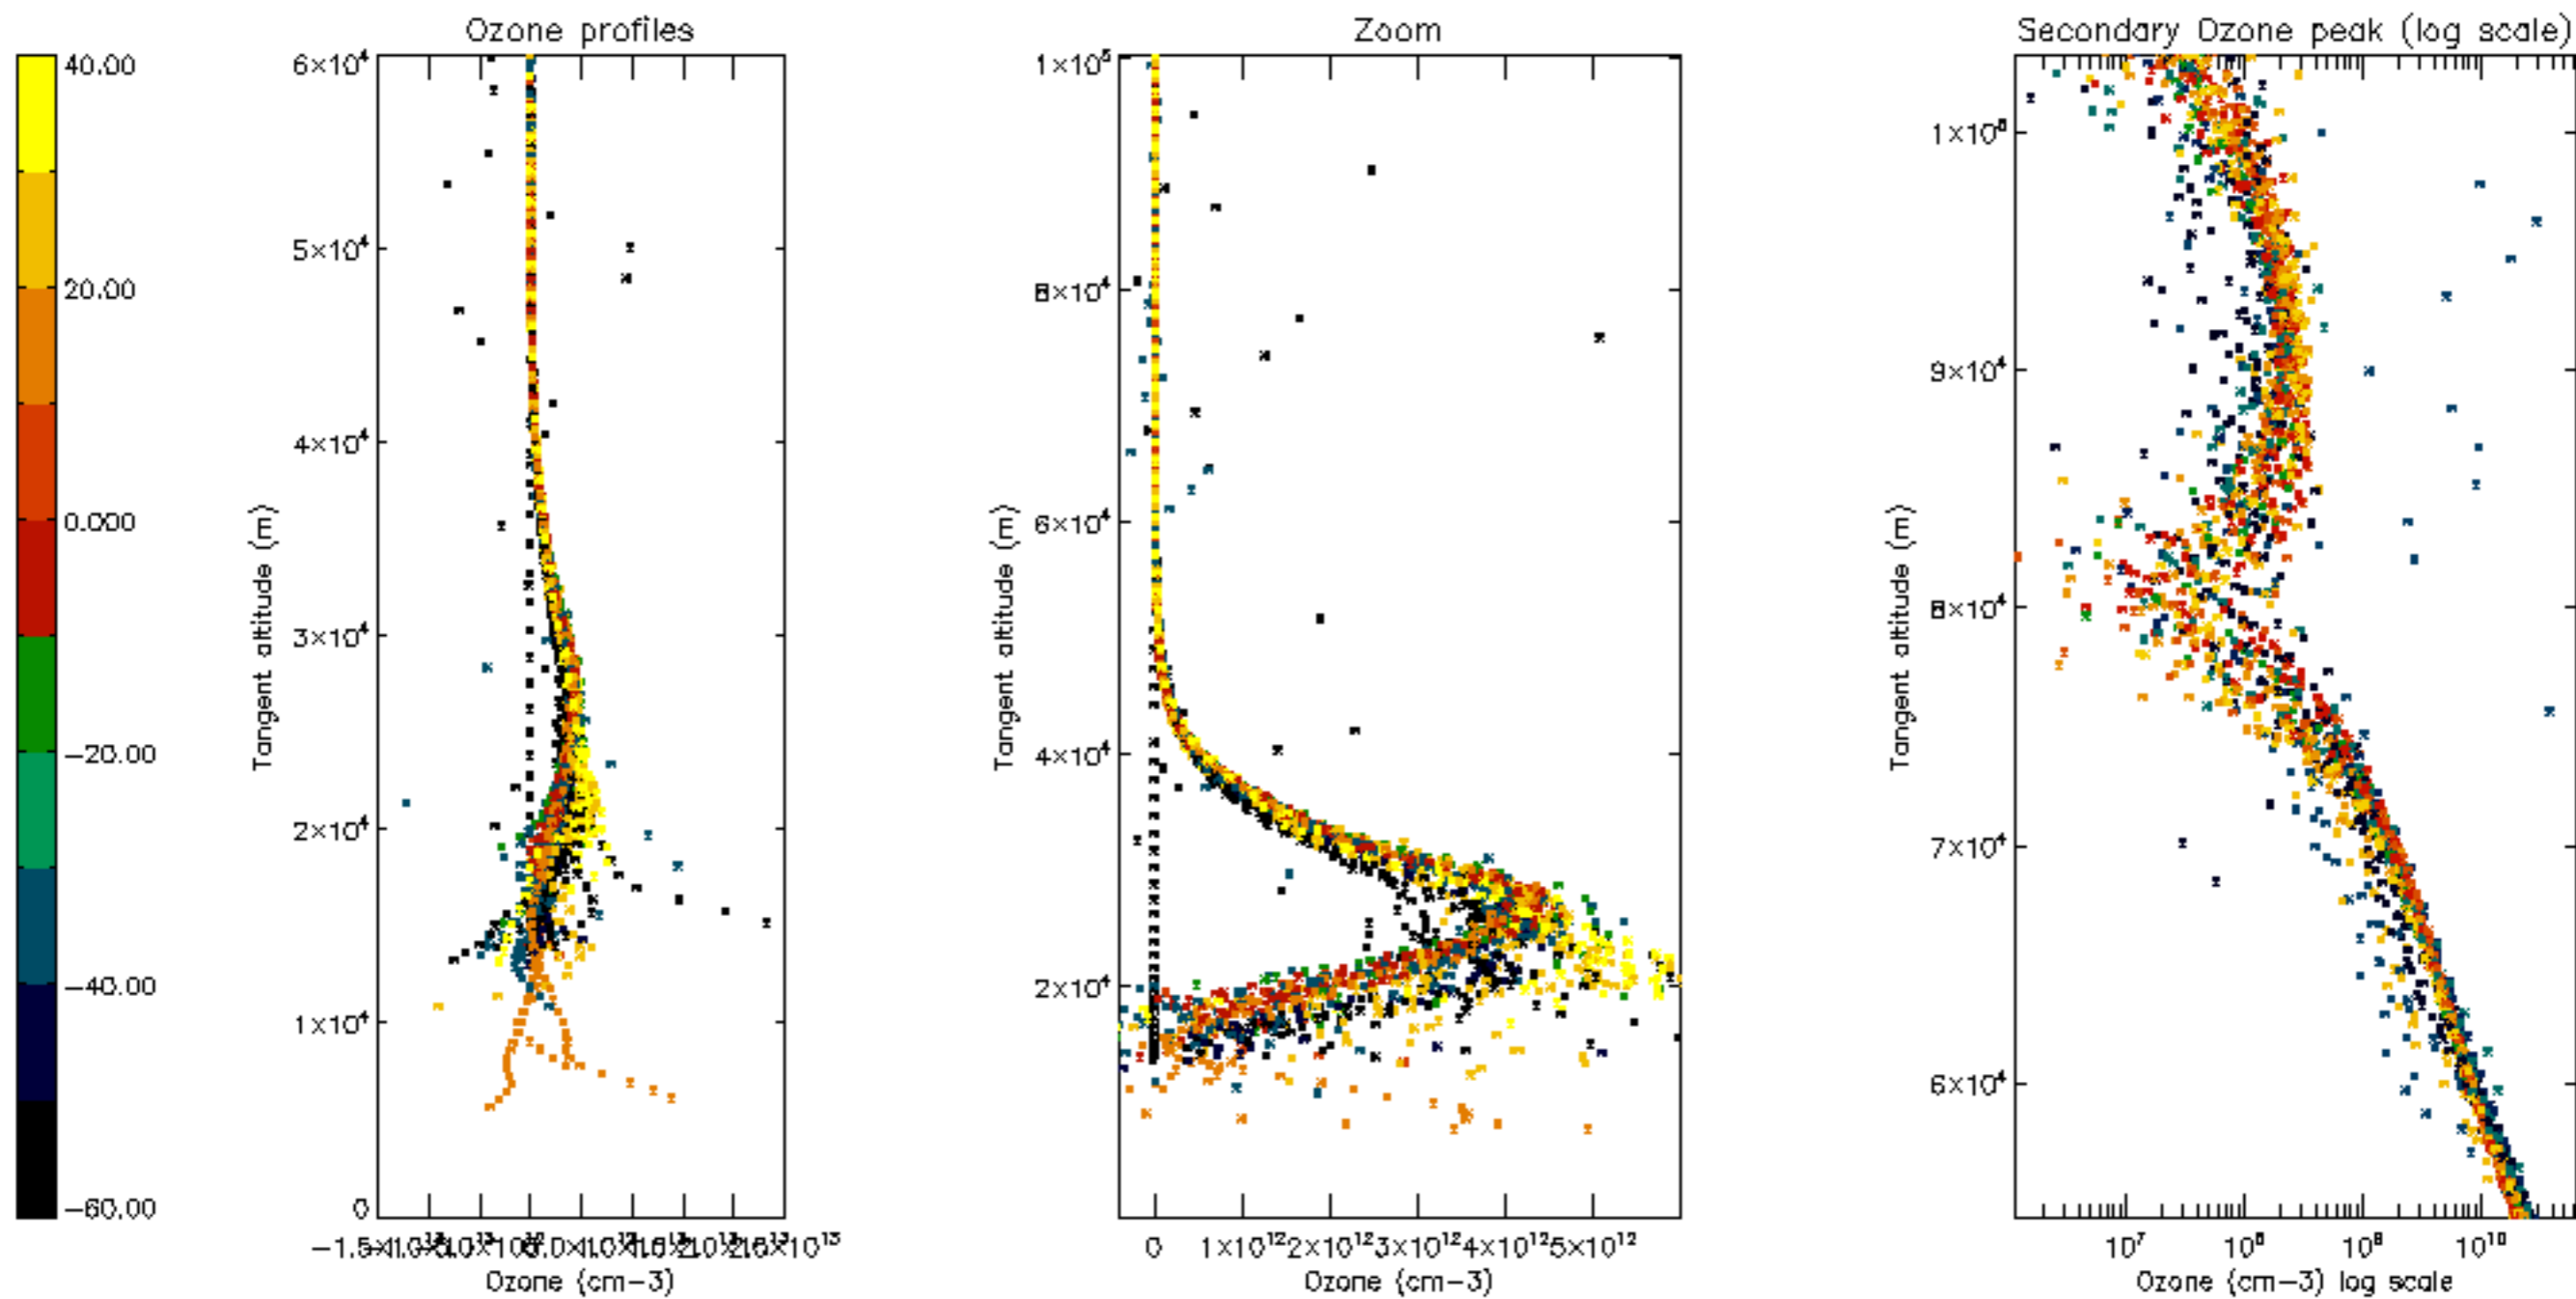 Ozone profiles
Zoom
Secondary Ozone peak (log scale)
40.00
20.00
0.000
−20.00
−40.00
−60.00
6×10⁴
5×10⁴
4×10⁴
3×10⁴
2×10⁴
1×10⁴
0
Tangent altitude (m)
Ozone (cm−3)
1×10⁵
8×10⁴
6×10⁴
4×10⁴
2×10⁴
Tangent altitude (m)
0 1×10¹² 2×10¹² 3×10¹² 4×10¹² 5×10¹²
Ozone (cm−3)
9×10⁴
8×10⁴
7×10⁴
6×10⁴
Tangent altitude (m)
10⁷ 10⁸ 10⁹ 10¹⁰
Ozone (cm−3) log scale